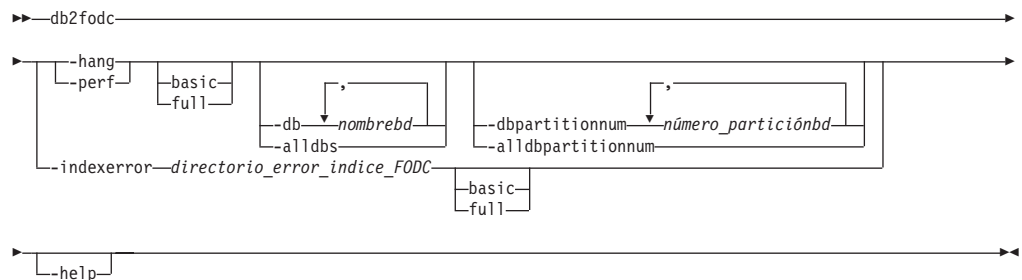 db2fodc
-hang
-perf
basic
full
-db
,
nombrebd
-alldbs
-dbpartitionnum
,
número_particiónbd
-alldbpartitionnum
-indexerror directorio_error_indice_FODC
basic
full
-help